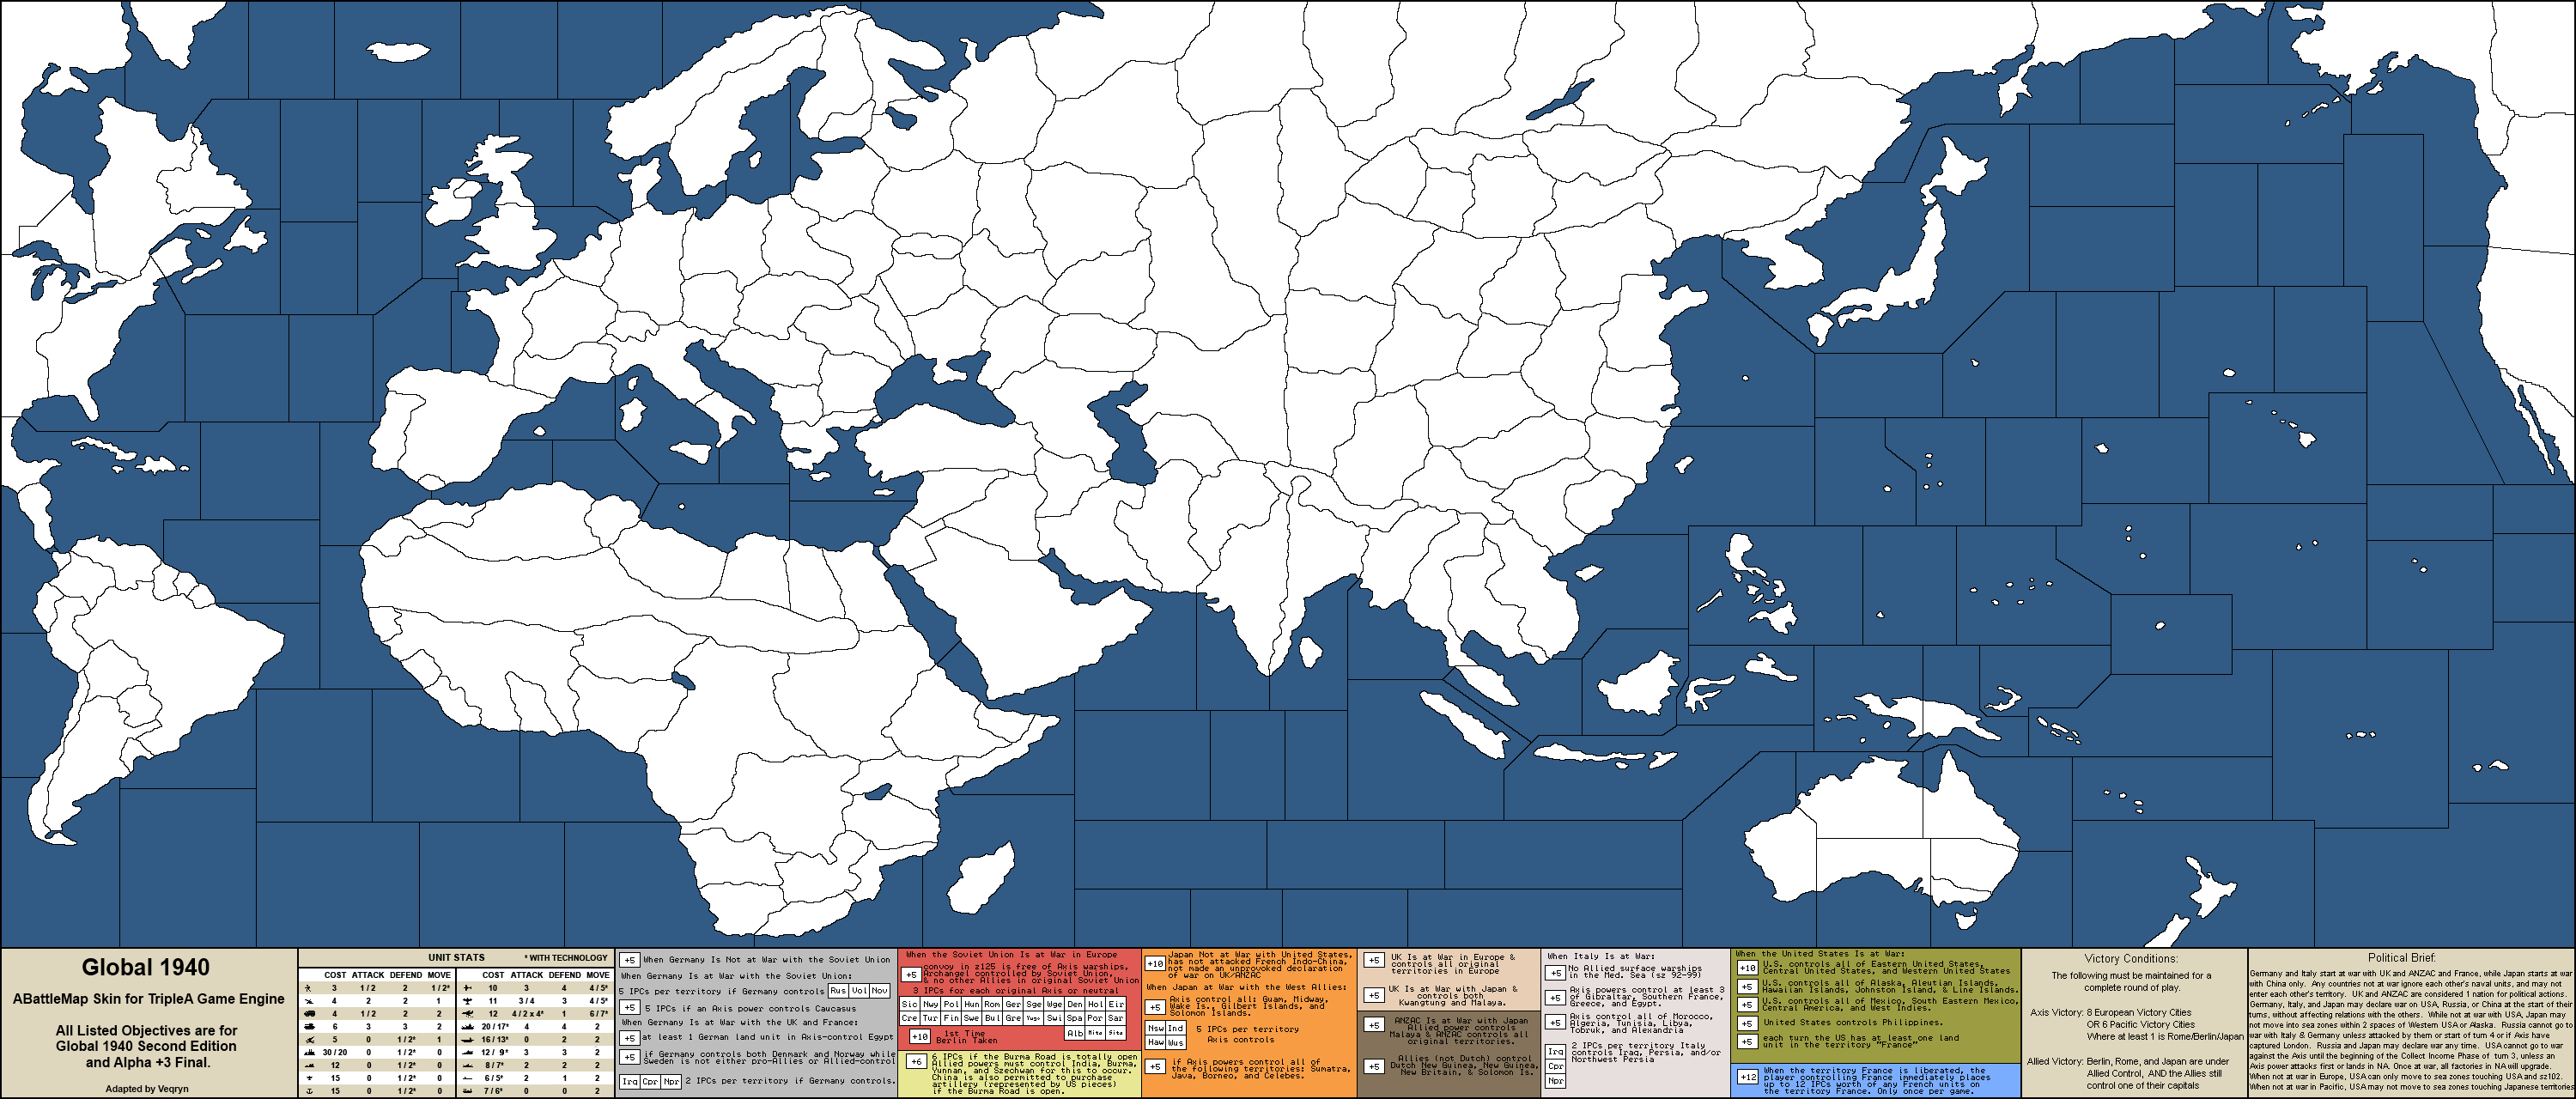 Global 1940
ABattleMap Skin for TripleA Game Engine
All Listed Objectives are for
Global 1940 Second Edition
and Alpha +3 Final.
Adapted by Veqryn
UNIT STATS * WITH TECHNOLOGY
COST ATTACK DEFEND MOVE COST ATTACK DEFEND MOVE
3 1 / 2 2 1 / 2* 10 3 4 4 / 5*
4 2 2 1 11 3 / 4 3 4 / 5*
4 1 / 2 2 2 12 4 / 2 x 4* 1 6 / 7*
6 3 3 2 20 / 17* 4 4 2
5 0 1 / 2* 1 16 / 13* 0 2 2
30 / 20 0 1 / 2* 0 12 / 9* 3 3 2
12 0 1 / 2* 0 8 / 7* 2 2 2
15 0 1 / 2* 0 6 / 5* 2 1 2
15 0 1 / 2* 0 7 / 6* 0 0 2
+5 When Germany Is Not at War with the Soviet Union
When Germany Is at War with the Soviet Union:
5 IPCs per territory if Germany controls Rus Vol Nov
+5 5 IPCs if an Axis power controls Caucasus
When Germany Is at War with the UK and France:
+5 at least 1 German land unit in Axis-control Egypt
+5 if Germany controls both Denmark and Norway while
Sweden is not either pro-Allies or Allied-control
Irq Cpr Npr 2 IPCs per territory if Germany controls.
When the Soviet Union Is at War in Europe
+5 convoy in z125 is free of Axis warships,
Archangel controlled by Soviet Union,
& no other Allies in original Soviet Union
3 IPCs for each original Axis or neutral
Sic Nwy Pol Hun Rom Ger Sge Wge Den Hol Eir
Cre Tur Fin Swe Bul Gre Yugo Swi Spa Por Sar
+10 1st Time
Berlin Taken
Alb
+6 6 IPCs if the Burma Road is totally open
Allied powers must control India, Burma,
Yunnan, and Szechwan for this to occur.
China is also permitted to purchase
artillery (represented by US pieces)
if the Burma Road is open.
+10 Japan Not at War with United States,
has not attacked French Indo-China,
not made an unprovoked declaration
of war on UK/ANZAC
When Japan at War with the West Allies:
+5 Axis control all: Guam, Midway,
Wake Is., Gilbert Islands, and
Solomon Islands.
Nsw Ind
Haw Wus
5 IPCs per territory
Axis controls
+5 if Axis powers control all of
the following territories: Sumatra,
Java, Borneo, and Celebes.
+5 UK Is at War in Europe &
controls all original
territories in Europe
+5 UK Is at War with Japan &
controls both
Kwangtung and Malaya.
+5 ANZAC Is at War with Japan
Allied power controls
Malaya & ANZAC controls all
original territories.
+5 Allies (not Dutch) control
Dutch New Guinea, New Guinea,
New Britain, & Solomon Is.
When Italy Is at War:
+5 No Allied surface warships
in the Med. Sea (sz 92-99)
+5 Axis powers control at least 3
of Gibraltar, Southern France,
Greece, and Egypt.
+5 Axis control all of Morocco,
Algeria, Tunisia, Libya,
Tobruk, and Alexandria
Irq
Cpr
Npr
2 IPCs per territory Italy
controls Iraq, Persia, and/or
Northwest Persia
When the United States Is at War:
+10 U.S. controls all of Eastern United States,
Central United States, and Western United States
+5 U.S. controls all of Alaska, Aleutian Islands,
Hawaiian Islands, Johnston Island, & Line Islands.
+5 U.S. controls all of Mexico, South Eastern Mexico,
Central America, and West Indies.
+5 United States controls Philippines.
+5 each turn the US has at least one land
unit in the territory "France"
+12 When the territory France is liberated, the
player controlling France immediately places
up to 12 IPCs worth of any French units on
the territory France. Only once per game.
Victory Conditions:
The following must be maintained for a
complete round of play.
Axis Victory: 8 European Victory Cities
OR 6 Pacific Victory Cities
Where at least 1 is Rome/Berlin/Japan
Allied Victory: Berlin, Rome, and Japan are under
Allied Control, AND the Allies still
control one of their capitals
Political Brief:
Germany and Italy start at war with UK and ANZAC and France, while Japan starts at war
with China only. Any countries not at war ignore each other's naval units, and may not
enter each other's territory. UK and ANZAC are considered 1 nation for political actions.
Germany, Italy, and Japan may declare war on USA, Russia, or China at the start of their
turns, without affecting relations with the others. While not at war with USA, Japan may
not move into sea zones within 2 spaces of Western USA or Alaska. Russia cannot go to
war with Italy & Germany unless attacked by them or start of turn 4 or if Axis have
captured London. Russia and Japan may declare war any time. USA cannot go to war
against the Axis until the beginning of the Collect Income Phase of turn 3, unless an
Axis power attacks first or lands in NA. Once at war, all factories in NA will upgrade.
When not at war in Europe, USA can only move to sea zones touching USA and sz102.
When not at war in Pacific, USA may not move to sea zones touching Japanese territories